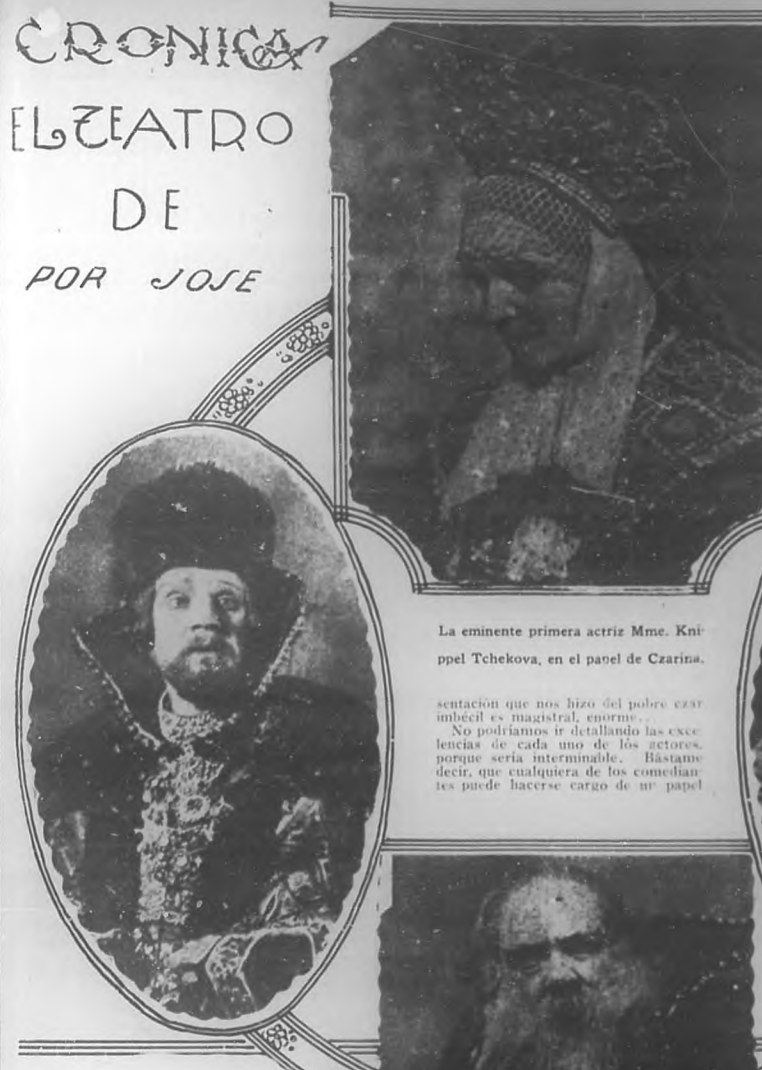 CRONICA
EL TEATRO
DE
POR JOSE
La eminente primera actriz Mme. Kni-
ppel Tchekova, en el papel de Czarina.
sentación que nos hizo del pobre czar
imbécil es magistral, enorme...
No podríamos ir detallando las exce-
lencias de cada uno de lós actores,
porque sería interminable. Bástame
decir, que cualquiera de los comedian-
tes puede hacerse cargo de un papel